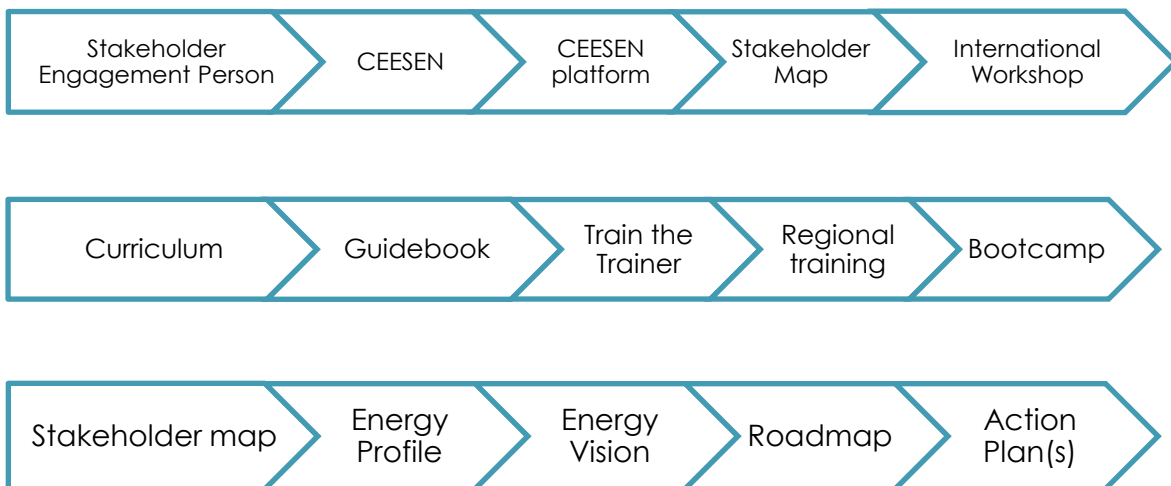 Stakeholder
Engagement Person
CEESEN
CEESEN
platform
Stakeholder
Map
International
Workshop
Curriculum
Guidebook
Train the
Trainer
Regional
training
Bootcamp
Stakeholder map
Energy
Profile
Energy
Vision
Roadmap
Action
Plan(s)